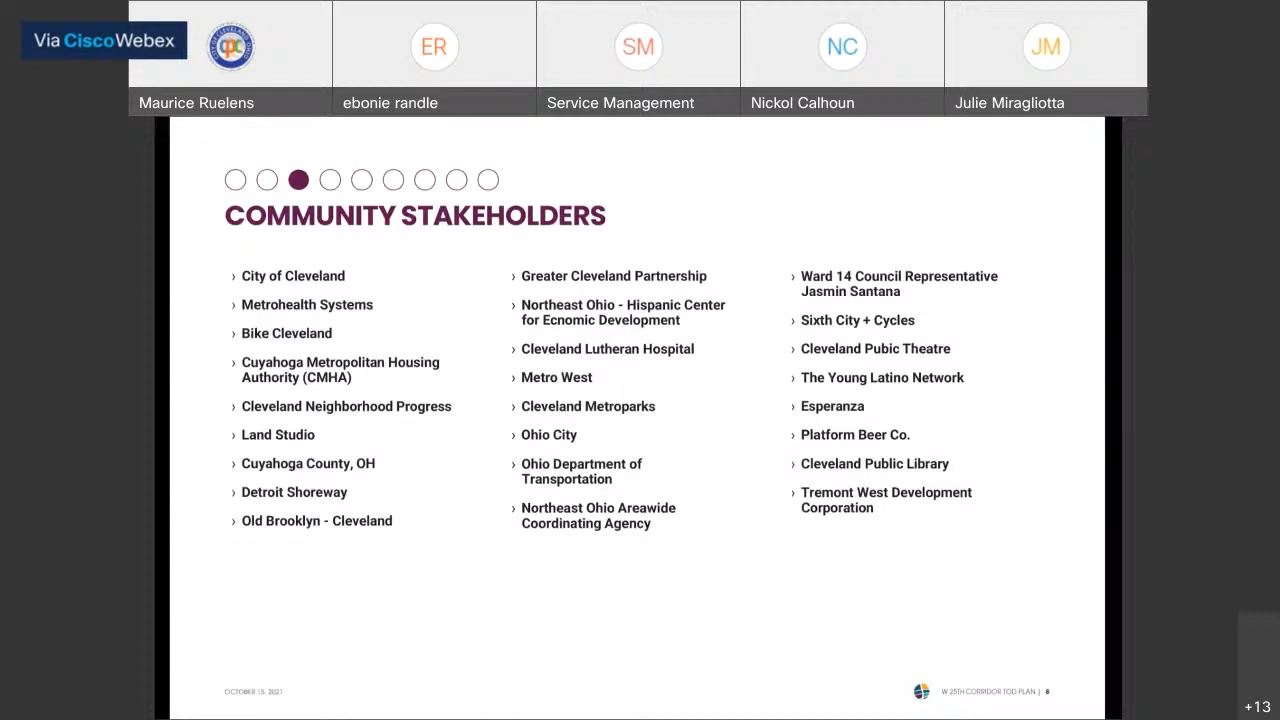 Via Cisco Webex
ER
SM
NC
JM
Maurice Ruelens
ebonie randle
Service Management
Nickol Calhoun
Julie Miragliotta
COMMUNITY STAKEHOLDERS
› City of Cleveland
› Metrohealth Systems
› Bike Cleveland
› Cuyahoga Metropolitan Housing
Authority (CMHA)
› Cleveland Neighborhood Progress
› Land Studio
› Cuyahoga County, OH
› Detroit Shoreway
› Old Brooklyn - Cleveland
› Greater Cleveland Partnership
› Northeast Ohio - Hispanic Center
for Ecnomic Development
› Cleveland Lutheran Hospital
› Metro West
› Cleveland Metroparks
› Ohio City
› Ohio Department of
Transportation
› Northeast Ohio Areawide
Coordinating Agency
› Ward 14 Council Representative
Jasmin Santana
› Sixth City + Cycles
› Cleveland Pubic Theatre
› The Young Latino Network
› Esperanza
› Platform Beer Co.
› Cleveland Public Library
› Tremont West Development
Corporation
OCTOBER 15, 2021
W 25TH CORRIDOR TOD PLAN | 8
+13